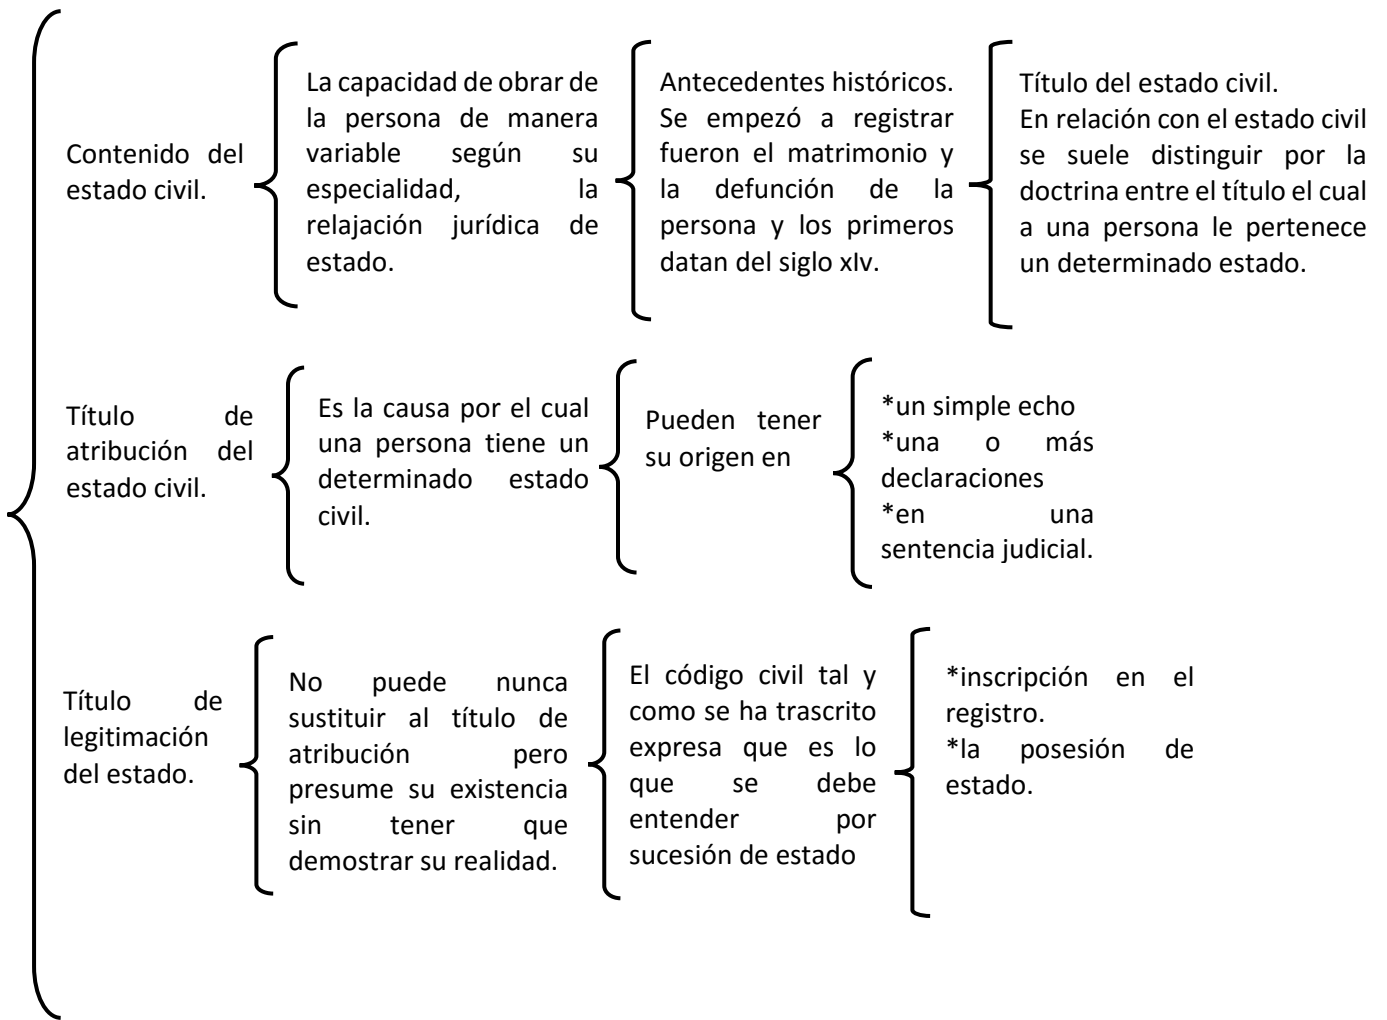 Contenido del
estado civil.
La capacidad de obrar de
la persona de manera
variable según su
especialidad, la
relajación jurídica de
estado.
Antecedentes históricos.
Se empezó a registrar
fueron el matrimonio y
la defunción de la
persona y los primeros
datan del siglo xIv.
Título del estado civil.
En relación con el estado civil
se suele distinguir por la
doctrina entre el título el cual
a una persona le pertenece
un determinado estado.
Título de
atribución del
estado civil.
Es la causa por el cual
una persona tiene un
determinado estado
civil.
Pueden tener
su origen en
*un simple echo
*una o más
declaraciones
*en una
sentencia judicial.
Título de
legitimación
del estado.
No puede nunca
sustituir al título de
atribución pero
presume su existencia
sin tener que
demostrar su realidad.
El código civil tal y
como se ha trascrito
expresa que es lo
que se debe
entender por
sucesión de estado
*inscripción en el
registro.
*la posesión de
estado.